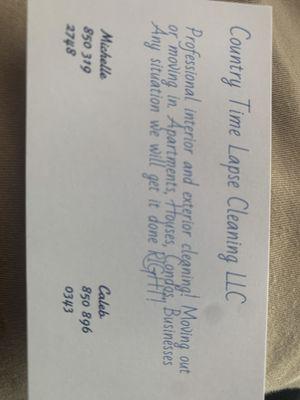 Country Time Lapse Cleaning LLC
Professional interior and exterior cleaning! Moving out
or moving in Apartments, Houses, Condos, Businesses
Any situation we will get it done RIGHT!
Michelle
850 319
2748
Caleb
850 896
0343